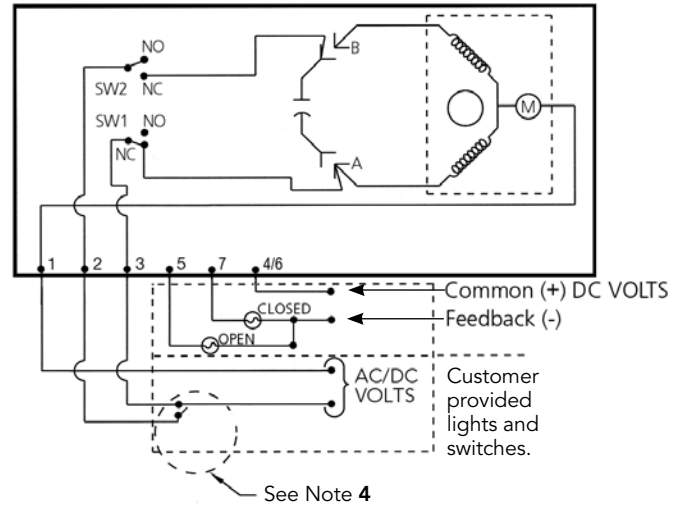 NO
B
SW2 NC
SW1 NO
NC
A
M
1 2 3 5 7 4/6
Common (+) DC VOLTS
CLOSED
Feedback (-)
OPEN
AC/DC
VOLTS
Customer
provided
lights and
switches.
See Note 4